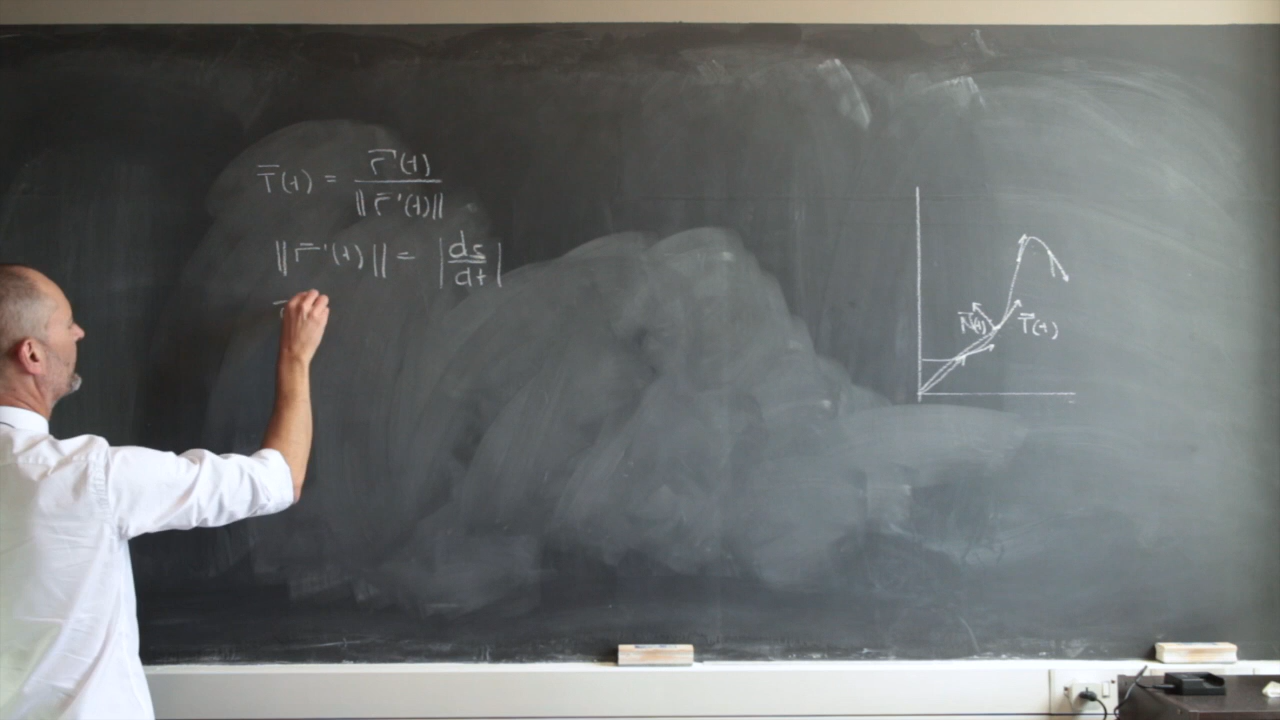 T̅(t) = r̅'(t) / ‖r̅'(t)‖
‖r̅'(t)‖ = |ds/dt|
N̅(t) T̅(t)